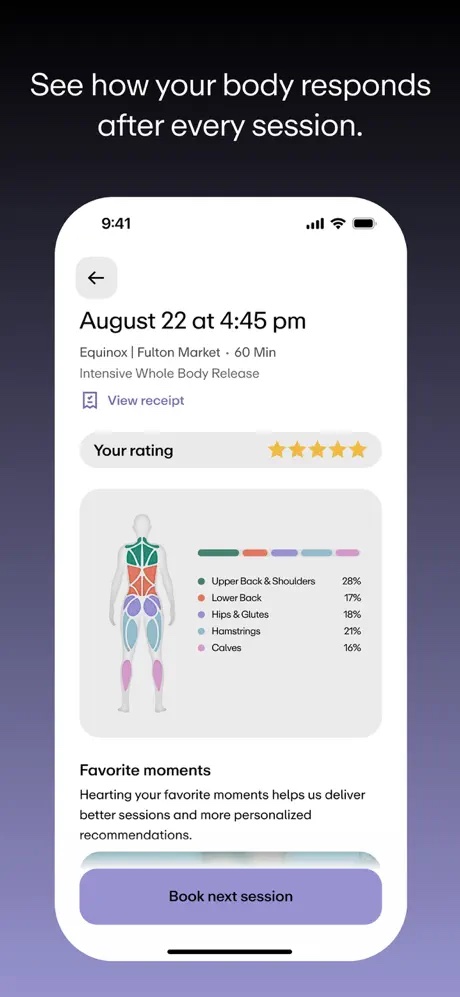 See how your body responds
after every session.
9:41
August 22 at 4:45 pm
Equinox | Fulton Market · 60 Min
Intensive Whole Body Release
View receipt
Your rating
Upper Back & Shoulders 28%
Lower Back 17%
Hips & Glutes 18%
Hamstrings 21%
Calves 16%
Favorite moments
Hearting your favorite moments helps us deliver
better sessions and more personalized
recommendations.
Book next session